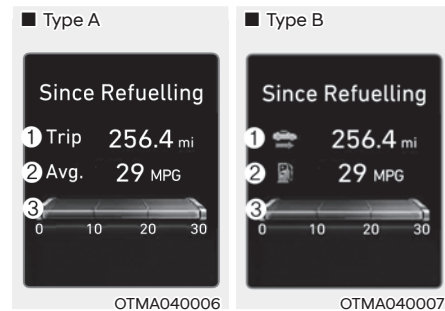 ■ Type A
Since Refuelling
1 Trip 256.4 mi
2 Avg. 29 MPG
3
0 10 20 30
OTMA040006
■ Type B
Since Refuelling
1 256.4 mi
2 29 MPG
3
0 10 20 30
OTMA040007